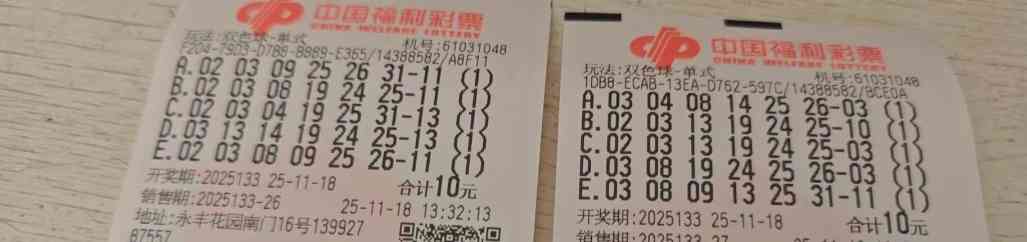 中国福利彩票
CHINA WELFARE LOTTERY
玩法:双色球-单式 机号:61031048
F204-79D3-D788-8889-E365/14388582/A8F11
A.02 03 09 25 26 31-11 (1)
B.02 03 08 19 24 25-11 (1)
C.02 03 04 19 25 31-13 (1)
D.03 13 14 19 24 25-13 (1)
E.02 03 08 09 25 26-11 (1)
开奖期:2025133 25-11-18 合计10元
销售期:2025133-26 25-11-18 13:32:13
地址:永丰花园南门16号139927
87557
中国福利彩票
CHINA WELFARE LOTTERY
玩法:双色球-单式 机号:61031048
1DB8-ECAB-13EA-D762-597C/14388582/BCE0A
A.03 04 08 14 25 26-03 (1)
B.02 03 13 19 24 25-10 (1)
C.02 03 13 19 24 25-03 (1)
D.03 08 19 24 25 26-03 (1)
E.03 08 09 13 25 31-11 (1)
开奖期:2025133 25-11-18 合计10元
销售期:2025133-27